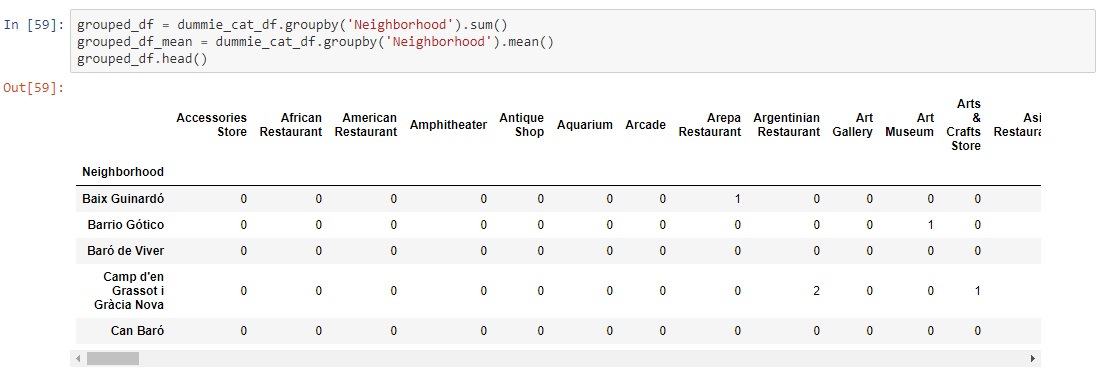 In [59]: grouped_df = dummie_cat_df.groupby('Neighborhood').sum()
grouped_df_mean = dummie_cat_df.groupby('Neighborhood').mean()
grouped_df.head()
Out[59]:
Accessories Store African Restaurant American Restaurant Amphitheater Antique Shop Aquarium Arcade Arepa Restaurant Argentinian Restaurant Art Gallery Art Museum Arts & Crafts Store
Neighborhood
Baix Guinardó 0 0 0 0 0 0 0 1 0 0 0 0
Barrio Gótico 0 0 0 0 0 0 0 0 0 0 1 0
Baró de Viver 0 0 0 0 0 0 0 0 0 0 0 0
Camp d'en Grassot i Gràcia Nova 0 0 0 0 0 0 0 0 2 0 0 1
Can Baró 0 0 0 0 0 0 0 0 0 0 0 0